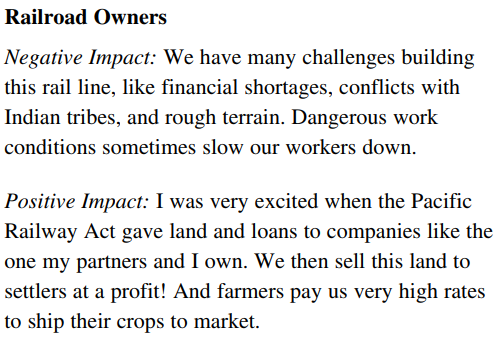 Railroad Owners
Negative Impact: We have many challenges building
this rail line, like financial shortages, conflicts with
Indian tribes, and rough terrain. Dangerous work
conditions sometimes slow our workers down.
Positive Impact: I was very excited when the Pacific
Railway Act gave land and loans to companies like the
one my partners and I own. We then sell this land to
settlers at a profit! And farmers pay us very high rates
to ship their crops to market.